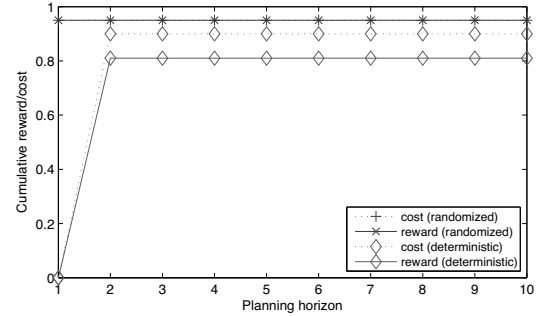 1
0.8
0.6
0.4
0.2
0
Cumulative reward/cost
cost (randomized)
reward (randomized)
cost (deterministic)
reward (deterministic)
1 2 3 4 5 6 7 8 9 10
Planning horizon